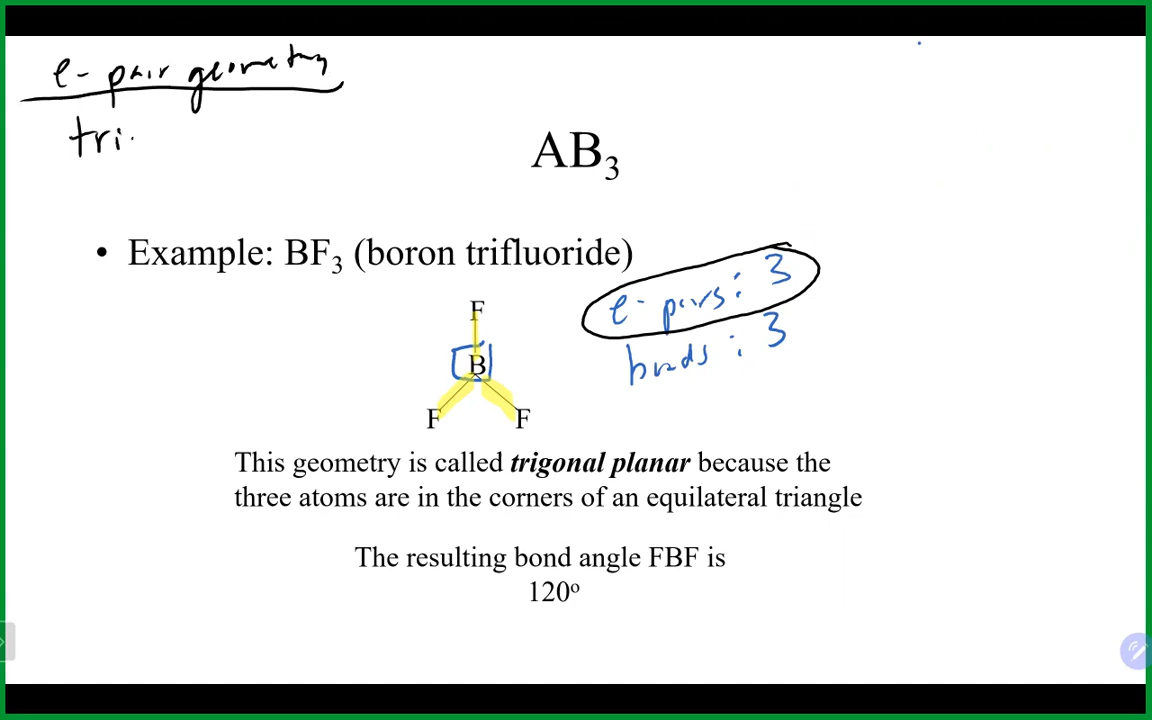 e- pair geometry
tri.
AB₃
• Example: BF₃ (boron trifluoride)
e- pairs: 3
bonds: 3
F
B
F F
This geometry is called trigonal planar because the
three atoms are in the corners of an equilateral triangle
The resulting bond angle FBF is
120º